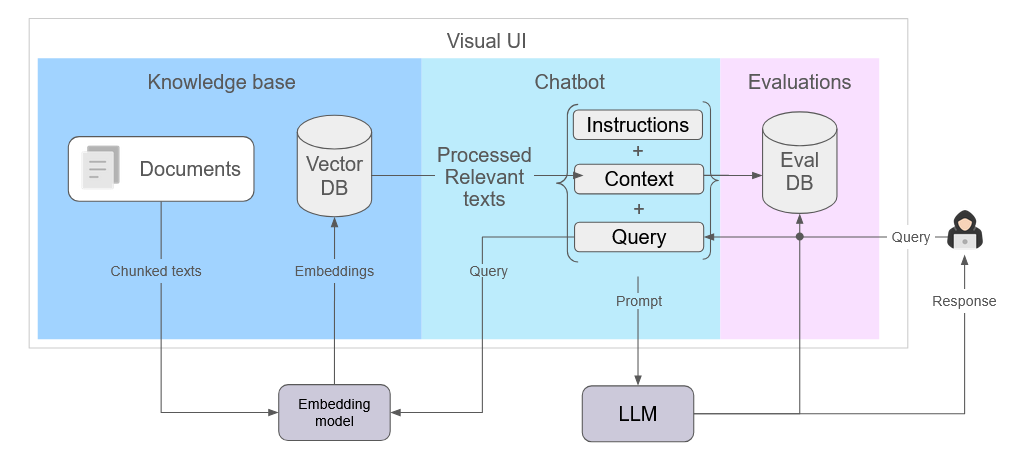 Visual UI
Knowledge base
Chatbot
Evaluations
Documents
Vector
DB
Processed
Relevant
texts
Instructions
+
Context
+
Query
Eval
DB
Query
Chunked texts
Embeddings
Query
Prompt
Response
Embedding
model
LLM